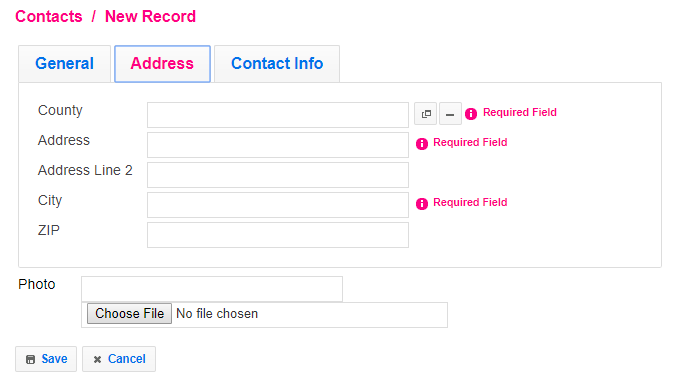 Contacts / New Record
General Address Contact Info
County Required Field
Address Required Field
Address Line 2
City Required Field
ZIP
Photo
Choose File No file chosen
Save Cancel